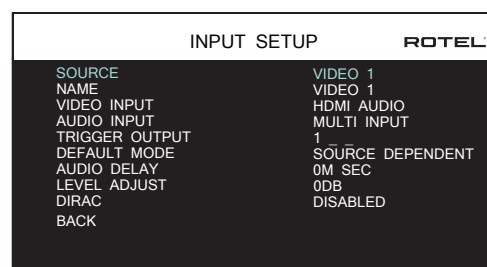 INPUT SETUP ROTEL
SOURCE VIDEO 1
NAME VIDEO 1
VIDEO INPUT HDMI AUDIO
AUDIO INPUT MULTI INPUT
TRIGGER OUTPUT 1 _ _
DEFAULT MODE SOURCE DEPENDENT
AUDIO DELAY 0M SEC
LEVEL ADJUST 0DB
DIRAC DISABLED
BACK